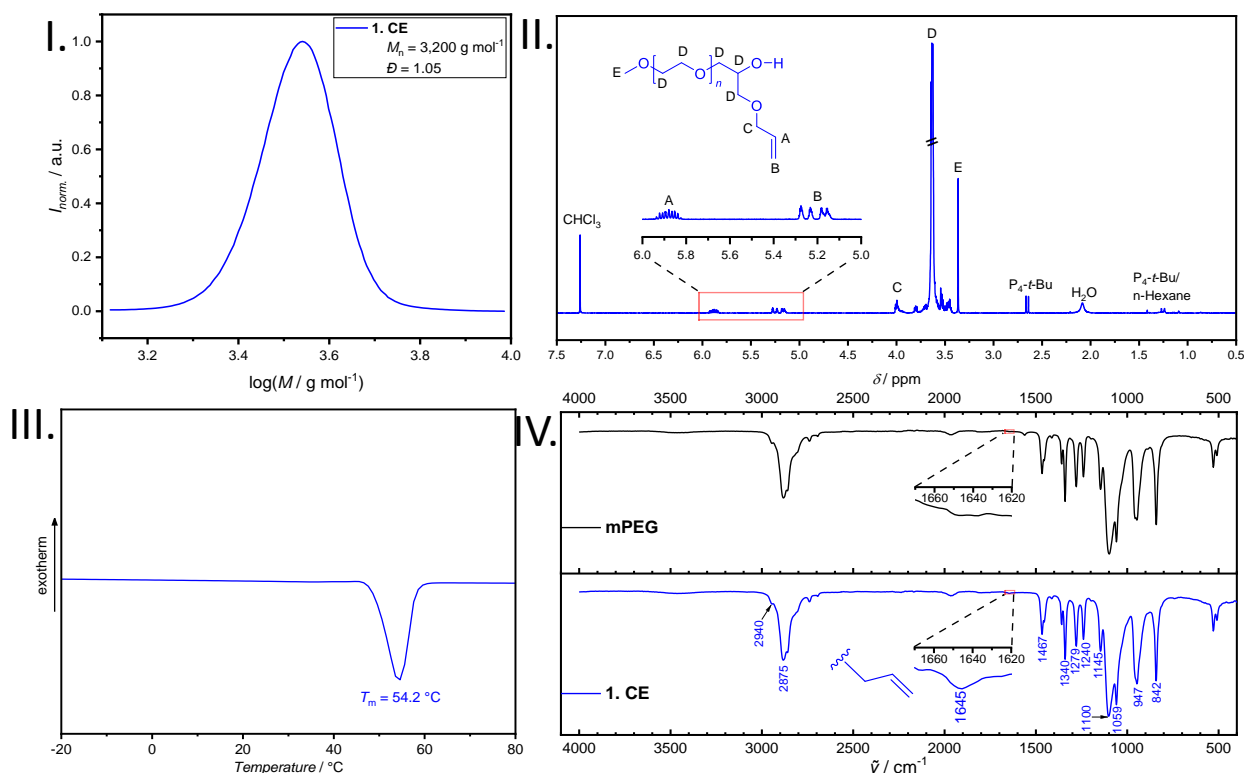 I.
1. CE
Mn = 3,200 g mol-1
Đ = 1.05
1.0
0.8
0.6
0.4
0.2
0.0
Inorm. / a.u.
3.2 3.4 3.6 3.8 4.0
log(M / g mol-1)
II.
D D D
E O O n O-H
D D
O
C A
B
D
E
CHCl3
A B
6.0 5.8 5.6 5.4 5.2 5.0
C
P4-t-Bu
H2O
P4-t-Bu/
n-Hexane
7.5 7.0 6.5 6.0 5.5 5.0 4.5 4.0 3.5 3.0 2.5 2.0 1.5 1.0 0.5
δ / ppm
III.
exotherm
Tm = 54.2 °C
-20 0 20 40 60 80
Temperature / °C
IV.
4000 3500 3000 2500 2000 1500 1000 500
1660 1640 1620
mPEG
2940
2875
1660 1640 1620
1645
1467
1340
1279
1240
1145
1100
1059
947
842
1. CE
4000 3500 3000 2500 2000 1500 1000 500
ṽ / cm-1